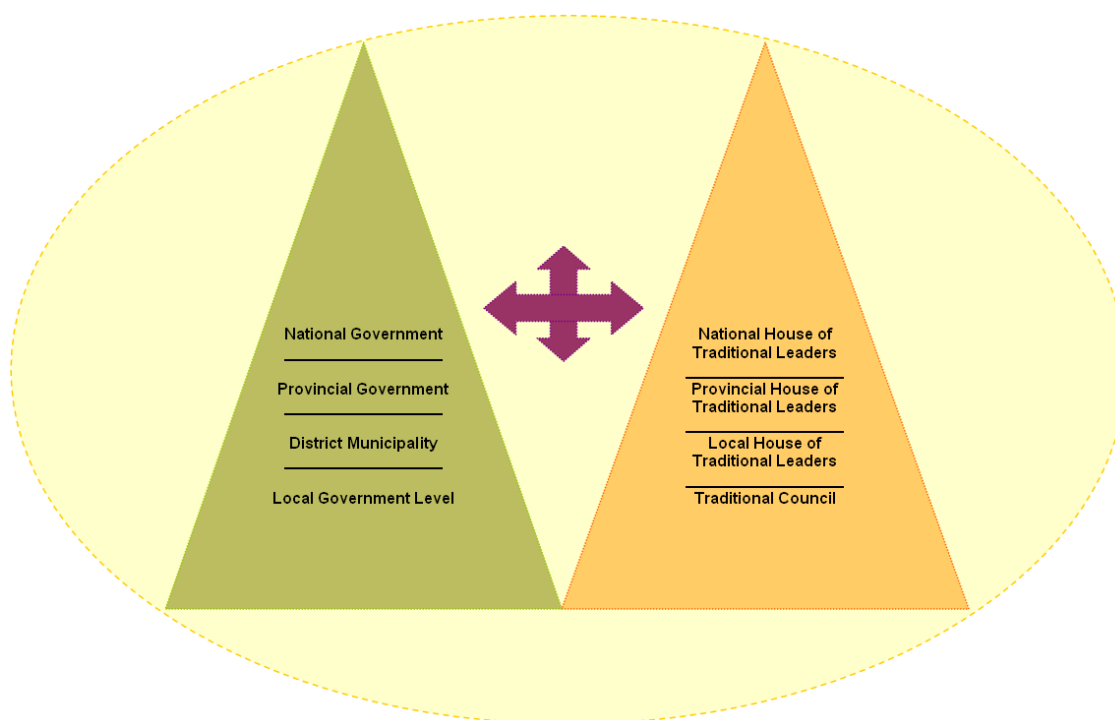 National Government
Provincial Government
District Municipality
Local Government Level
National House of
Traditional Leaders
Provincial House of
Traditional Leaders
Local House of
Traditional Leaders
Traditional Council